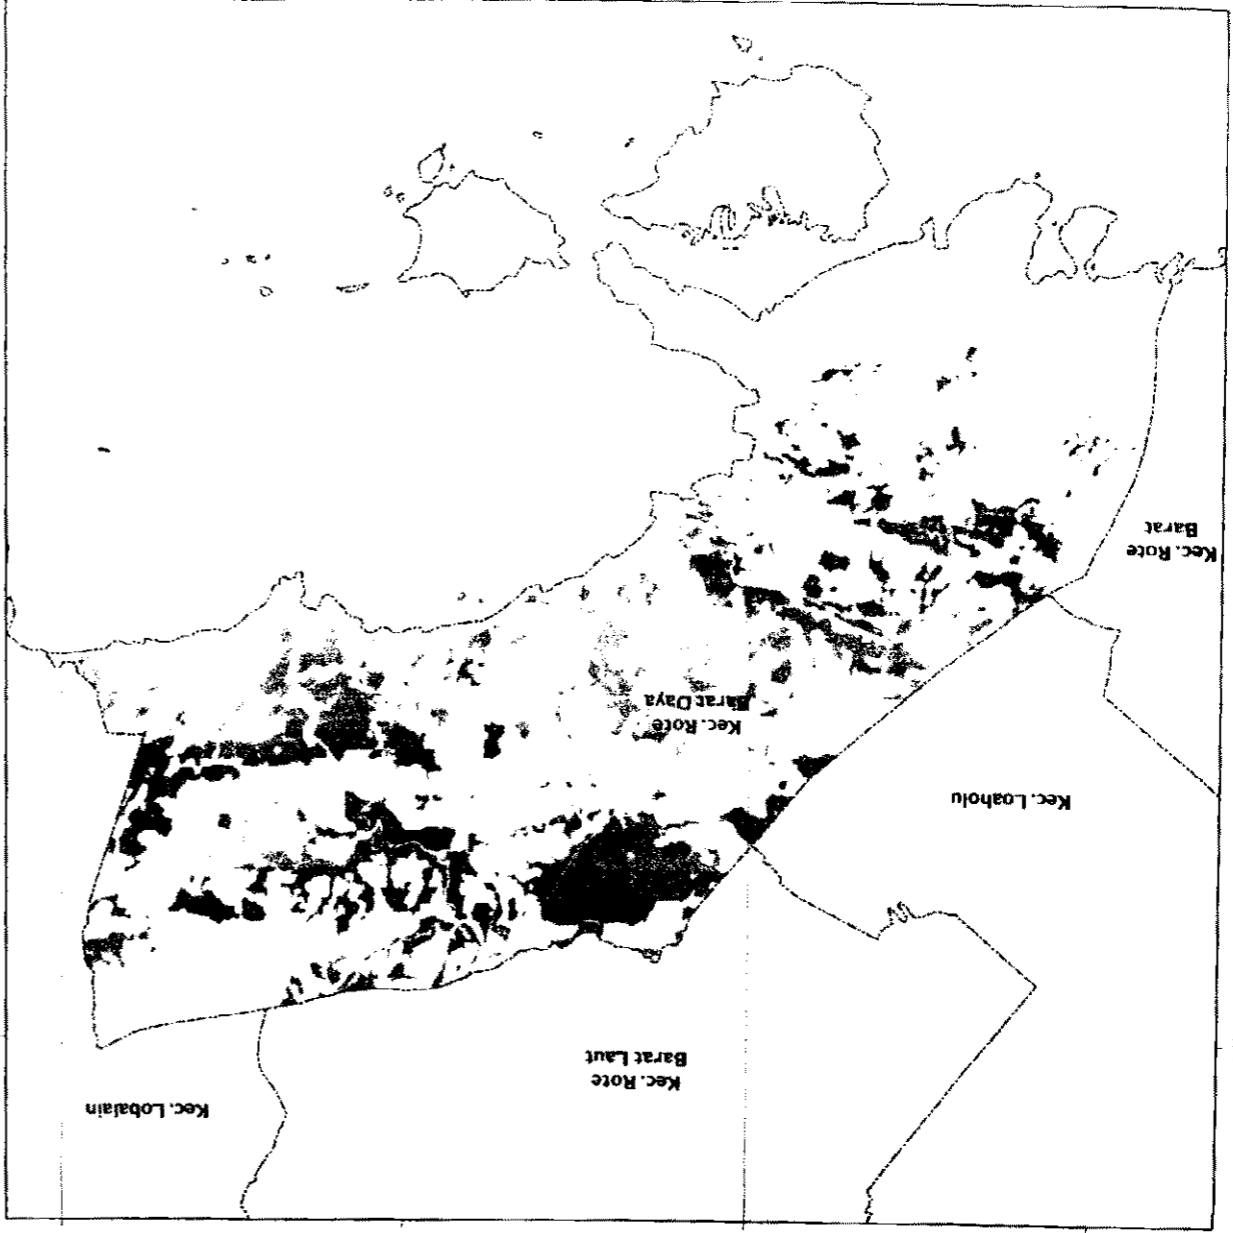 Kec. Lobalain
Kec. Rote
Barat Laut
Kec. Loaholu
Kec. Rote
Barat Daya
Kec. Rote
Barat